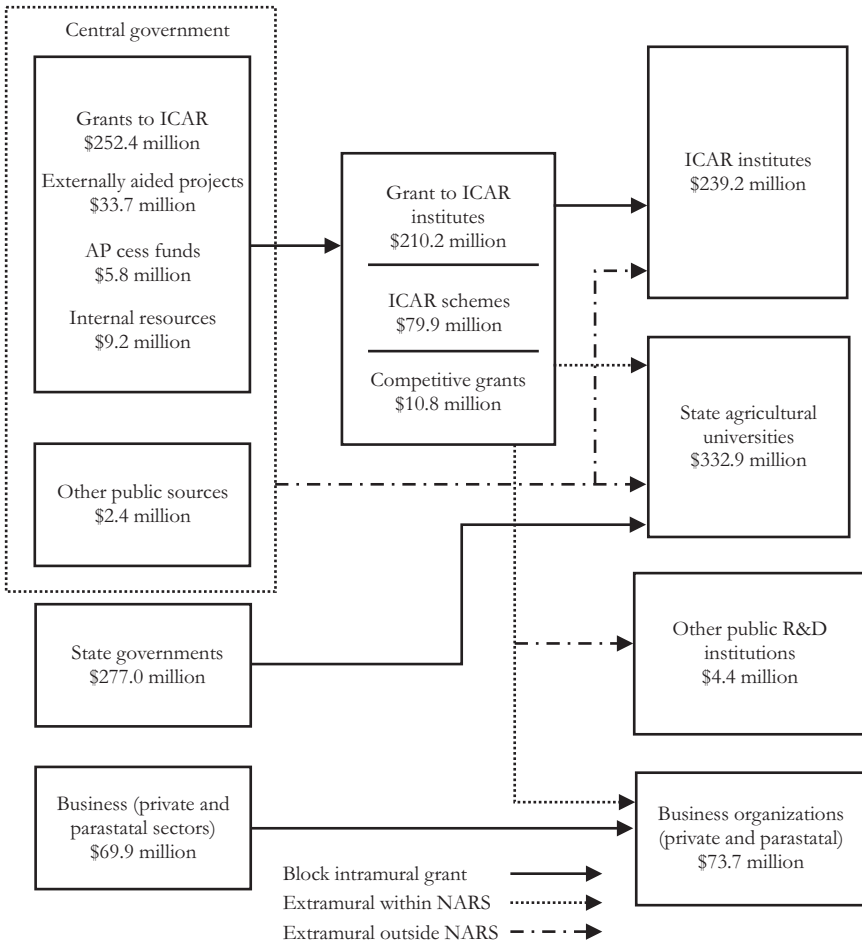 Central government
Grants to ICAR
$252.4 million
Externally aided projects
$33.7 million
AP cess funds
$5.8 million
Internal resources
$9.2 million
Other public sources
$2.4 million
State governments
$277.0 million
Business (private and
parastatal sectors)
$69.9 million
Grant to ICAR
institutes
$210.2 million
ICAR schemes
$79.9 million
Competitive grants
$10.8 million
ICAR institutes
$239.2 million
State agricultural
universities
$332.9 million
Other public R&D
institutions
$4.4 million
Business organizations
(private and parastatal)
$73.7 million
Block intramural grant
Extramural within NARS
Extramural outside NARS